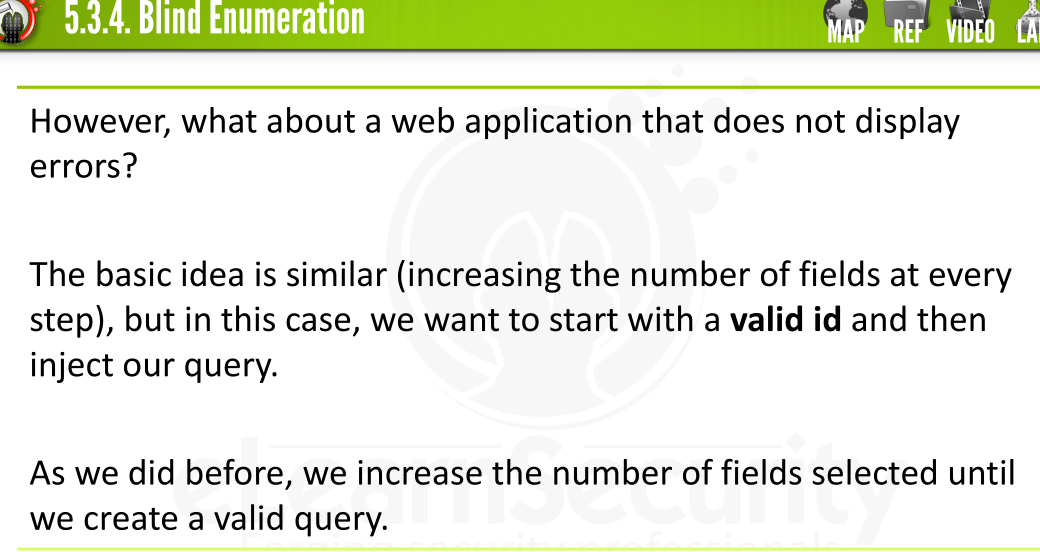 5.3.4. Blind Enumeration
MAP REF VIDEO LA
However, what about a web application that does not display
errors?
The basic idea is similar (increasing the number of fields at every
step), but in this case, we want to start with a valid id and then
inject our query.
As we did before, we increase the number of fields selected until
we create a valid query.
eLearnSecurity
Forging security professionals